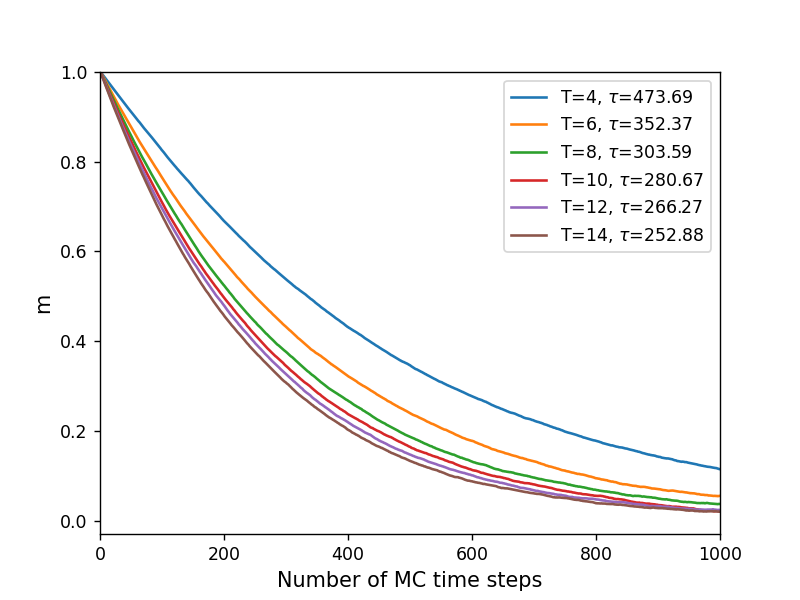 m
1.0
0.8
0.6
0.4
0.2
0.0
T=4, τ=473.69
T=6, τ=352.37
T=8, τ=303.59
T=10, τ=280.67
T=12, τ=266.27
T=14, τ=252.88
0 200 400 600 800 1000
Number of MC time steps